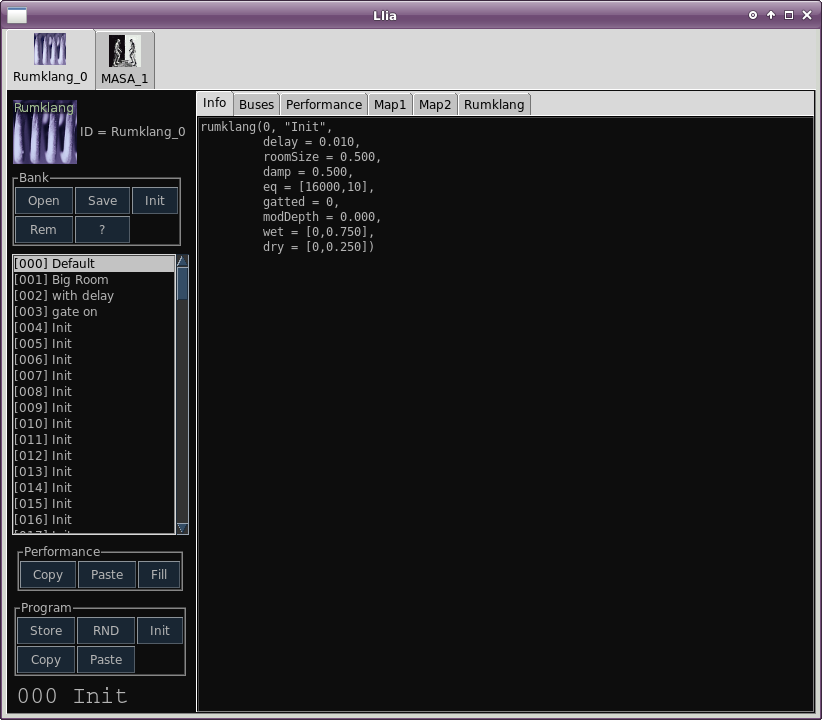 Llia
Rumklang_0
MASA_1
Rumklang
ID = Rumklang_0
Bank
Open Save Init
Rem ?
[000] Default
[001] Big Room
[002] with delay
[003] gate on
[004] Init
[005] Init
[006] Init
[007] Init
[008] Init
[009] Init
[010] Init
[011] Init
[012] Init
[013] Init
[014] Init
[015] Init
[016] Init
[017] Init
Performance
Copy Paste Fill
Program
Store RND Init
Copy Paste
000 Init
Info Buses Performance Map1 Map2 Rumklang
rumklang(0, "Init",
delay = 0.010,
roomSize = 0.500,
damp = 0.500,
eq = [16000,10],
gatted = 0,
modDepth = 0.000,
wet = [0,0.750],
dry = [0,0.250])